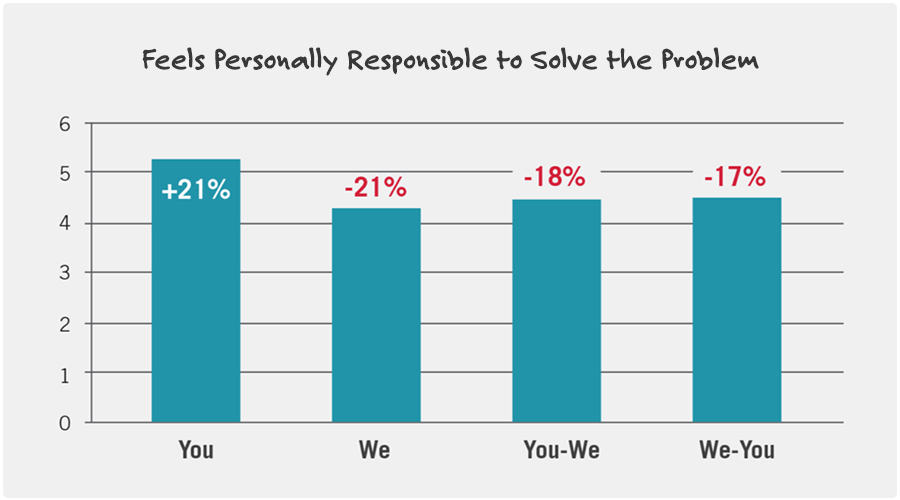 Feels Personally Responsible to Solve the Problem
6
5
4
3
2
1
0
+21%
-21%
-18%
-17%
You
We
You-We
We-You